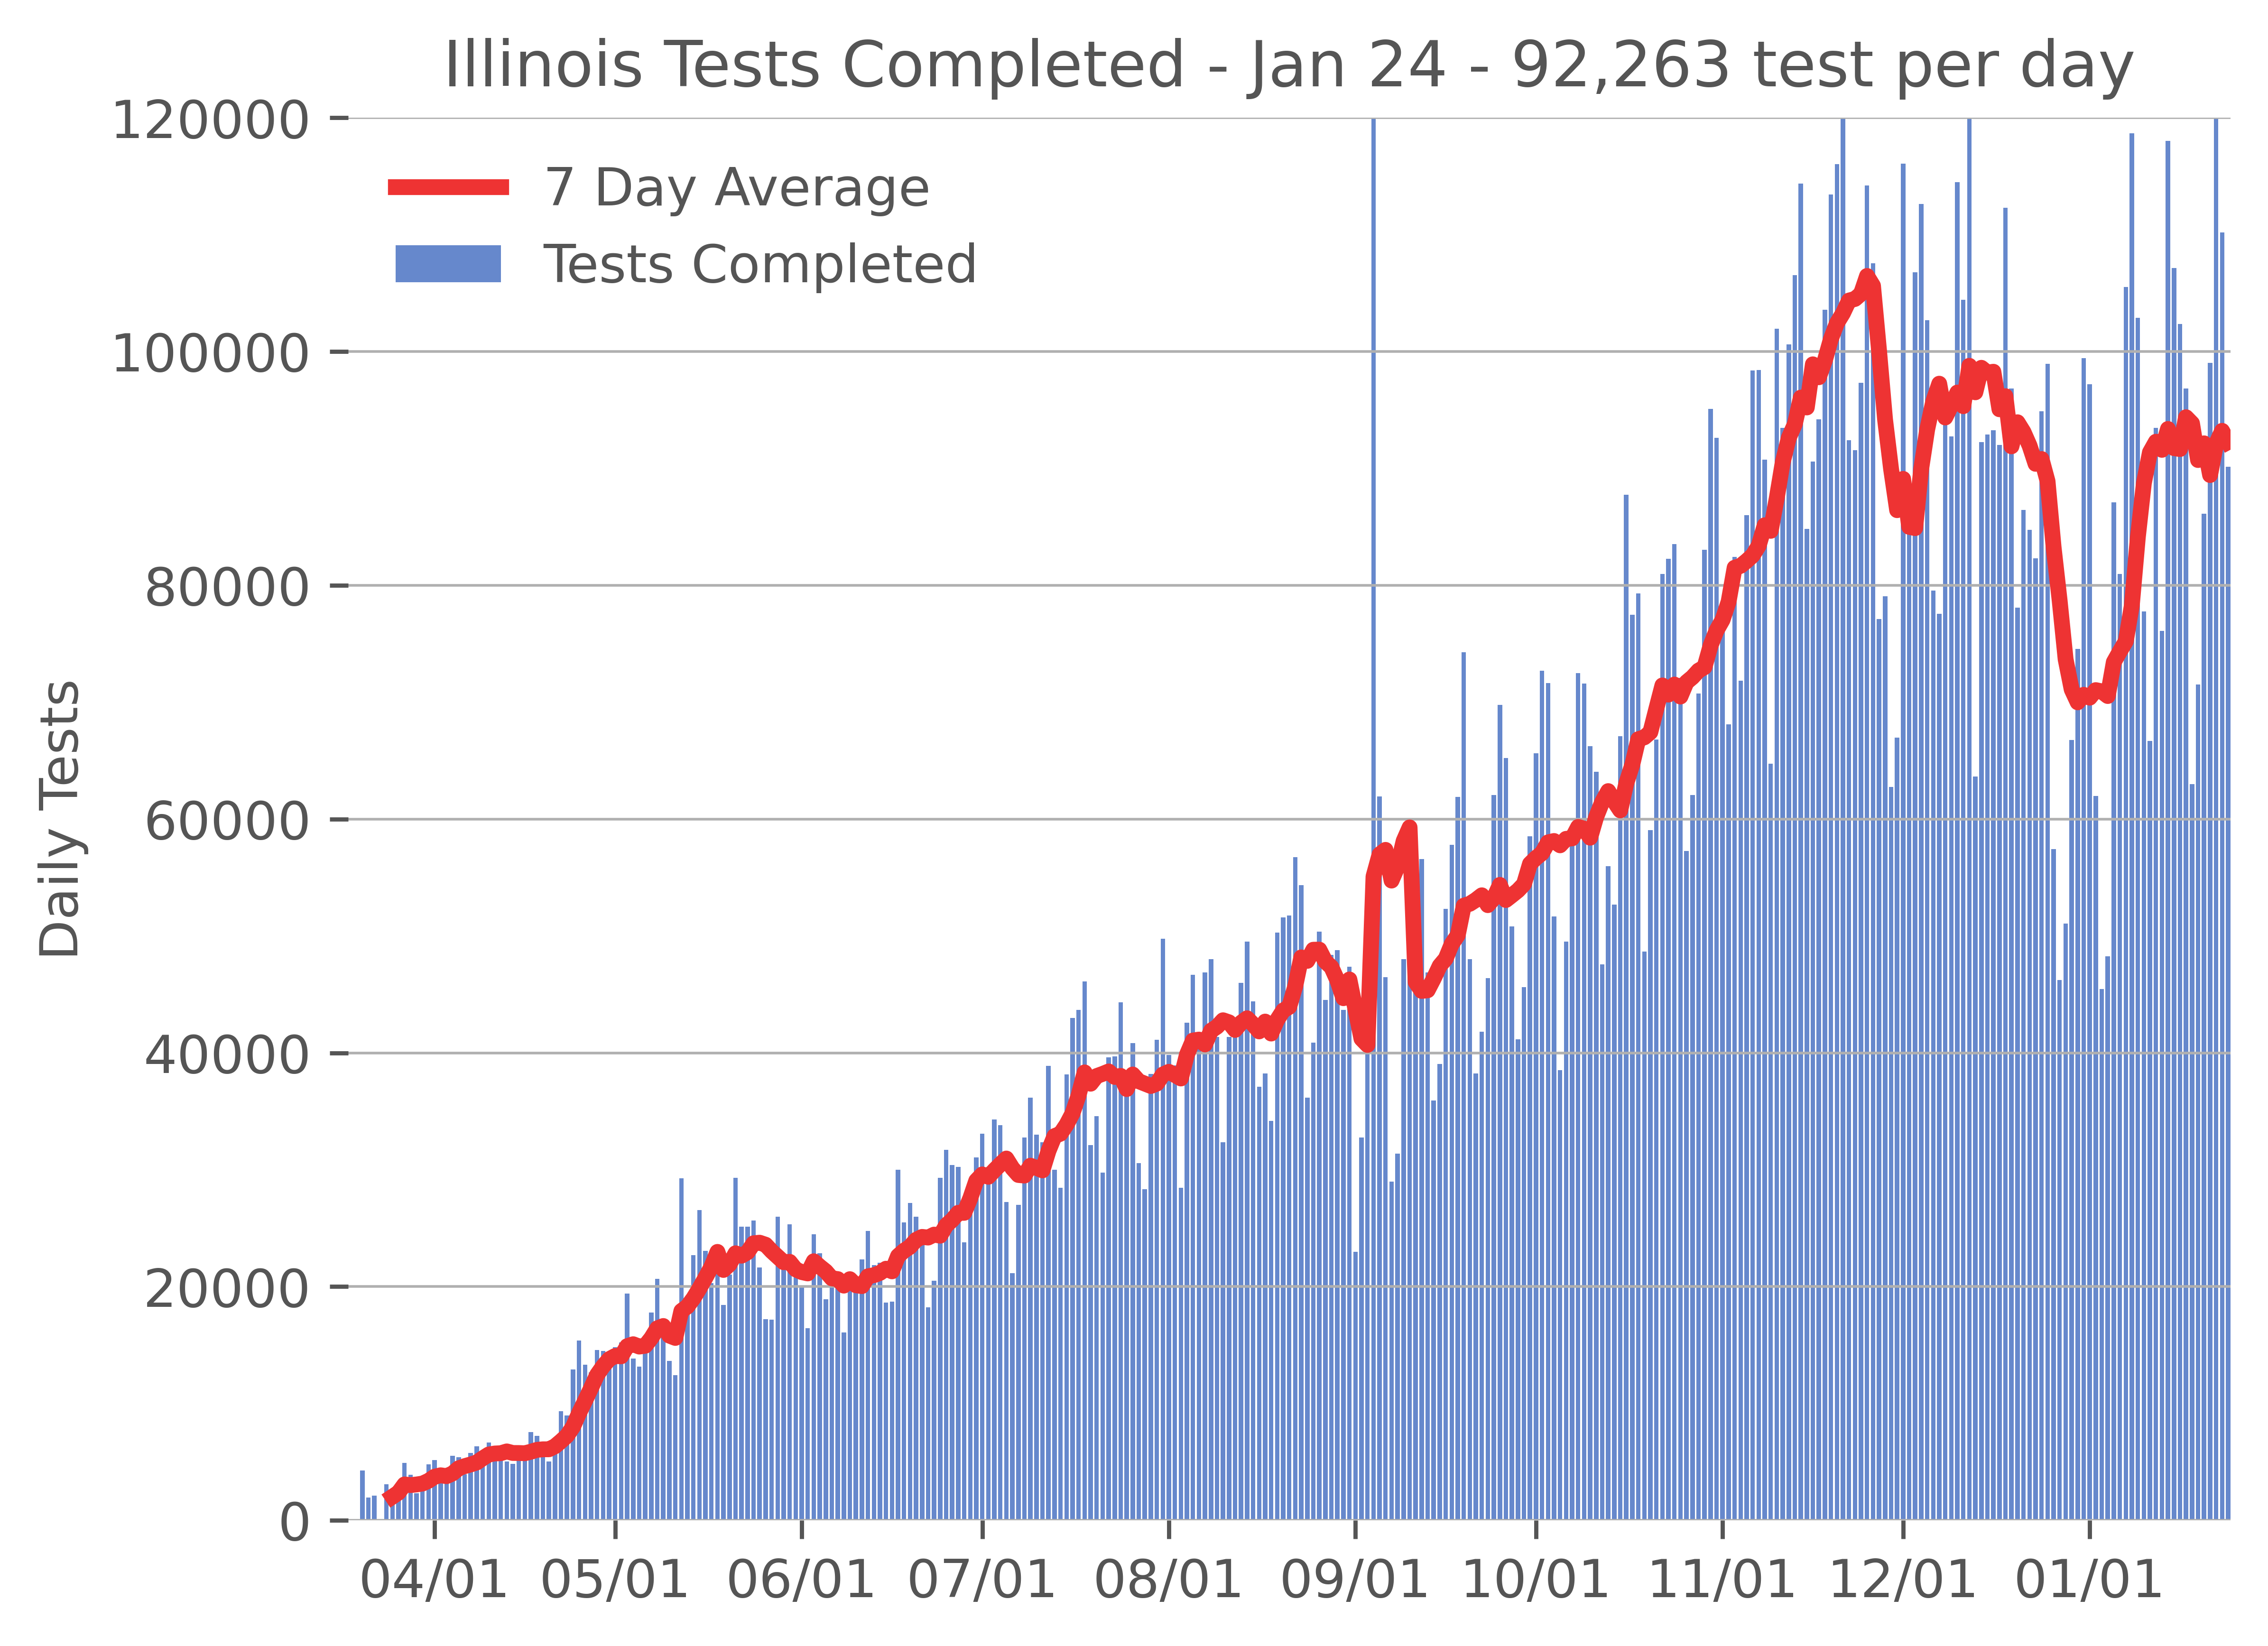 Illinois Tests Completed - Jan 24 - 92,263 test per day
120000
7 Day Average
Tests Completed
100000
80000
60000
40000
20000
0
Daily Tests
04/01 05/01 06/01 07/01 08/01 09/01 10/01 11/01 12/01 01/01